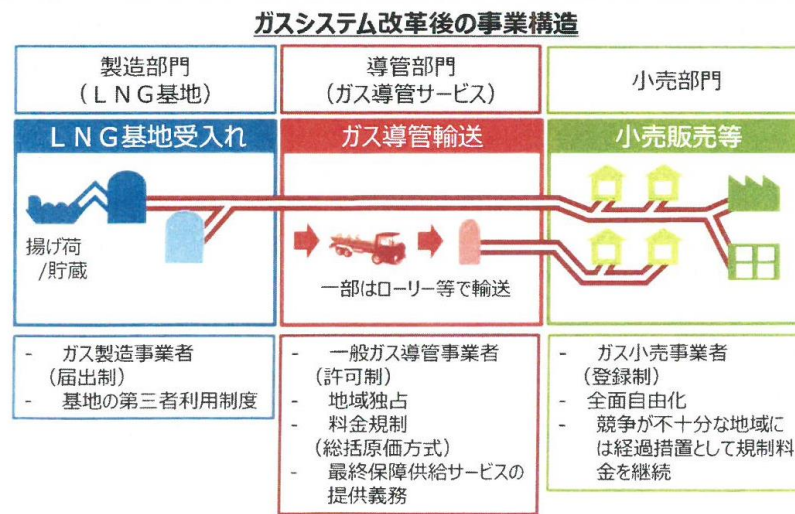 ガスシステム改革後の事業構造
製造部門
（ＬＮＧ基地）
導管部門
（ガス導管サービス）
小売部門
ＬＮＧ基地受入れ
ガス導管輸送
小売販売等
揚げ荷
/貯蔵
一部はローリー等で輸送
- ガス製造事業者
（届出制）
- 基地の第三者利用制度
- 一般ガス導管事業者
（許可制）
- 地域独占
- 料金規制
（総括原価方式）
- 最終保障供給サービスの
提供義務
- ガス小売事業者
（登録制）
- 全面自由化
- 競争が不十分な地域に
は経過措置として規制料
金を継続